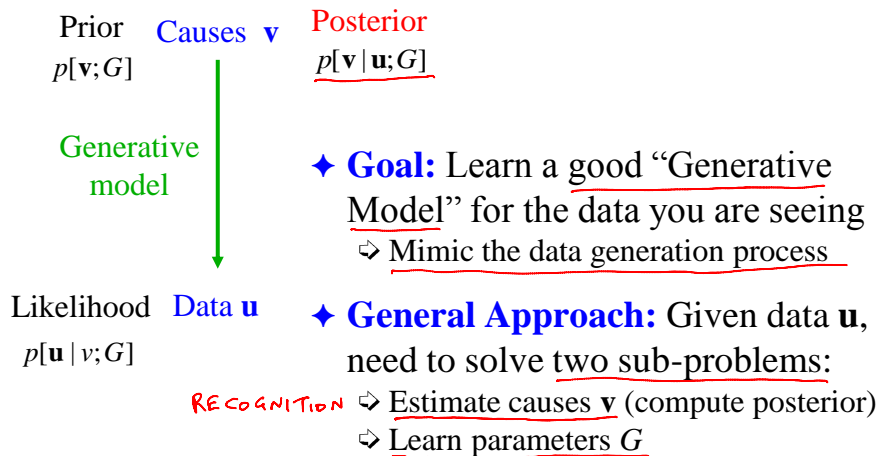 Prior Causes v Posterior
p[v;G] p[v | u;G]
Generative
model
✦ Goal: Learn a good “Generative
Model” for the data you are seeing
➪ Mimic the data generation process
Likelihood Data u
p[u | v;G]
✦ General Approach: Given data u,
need to solve two sub-problems:
RECOGNITION ➪ Estimate causes v (compute posterior)
➪ Learn parameters G